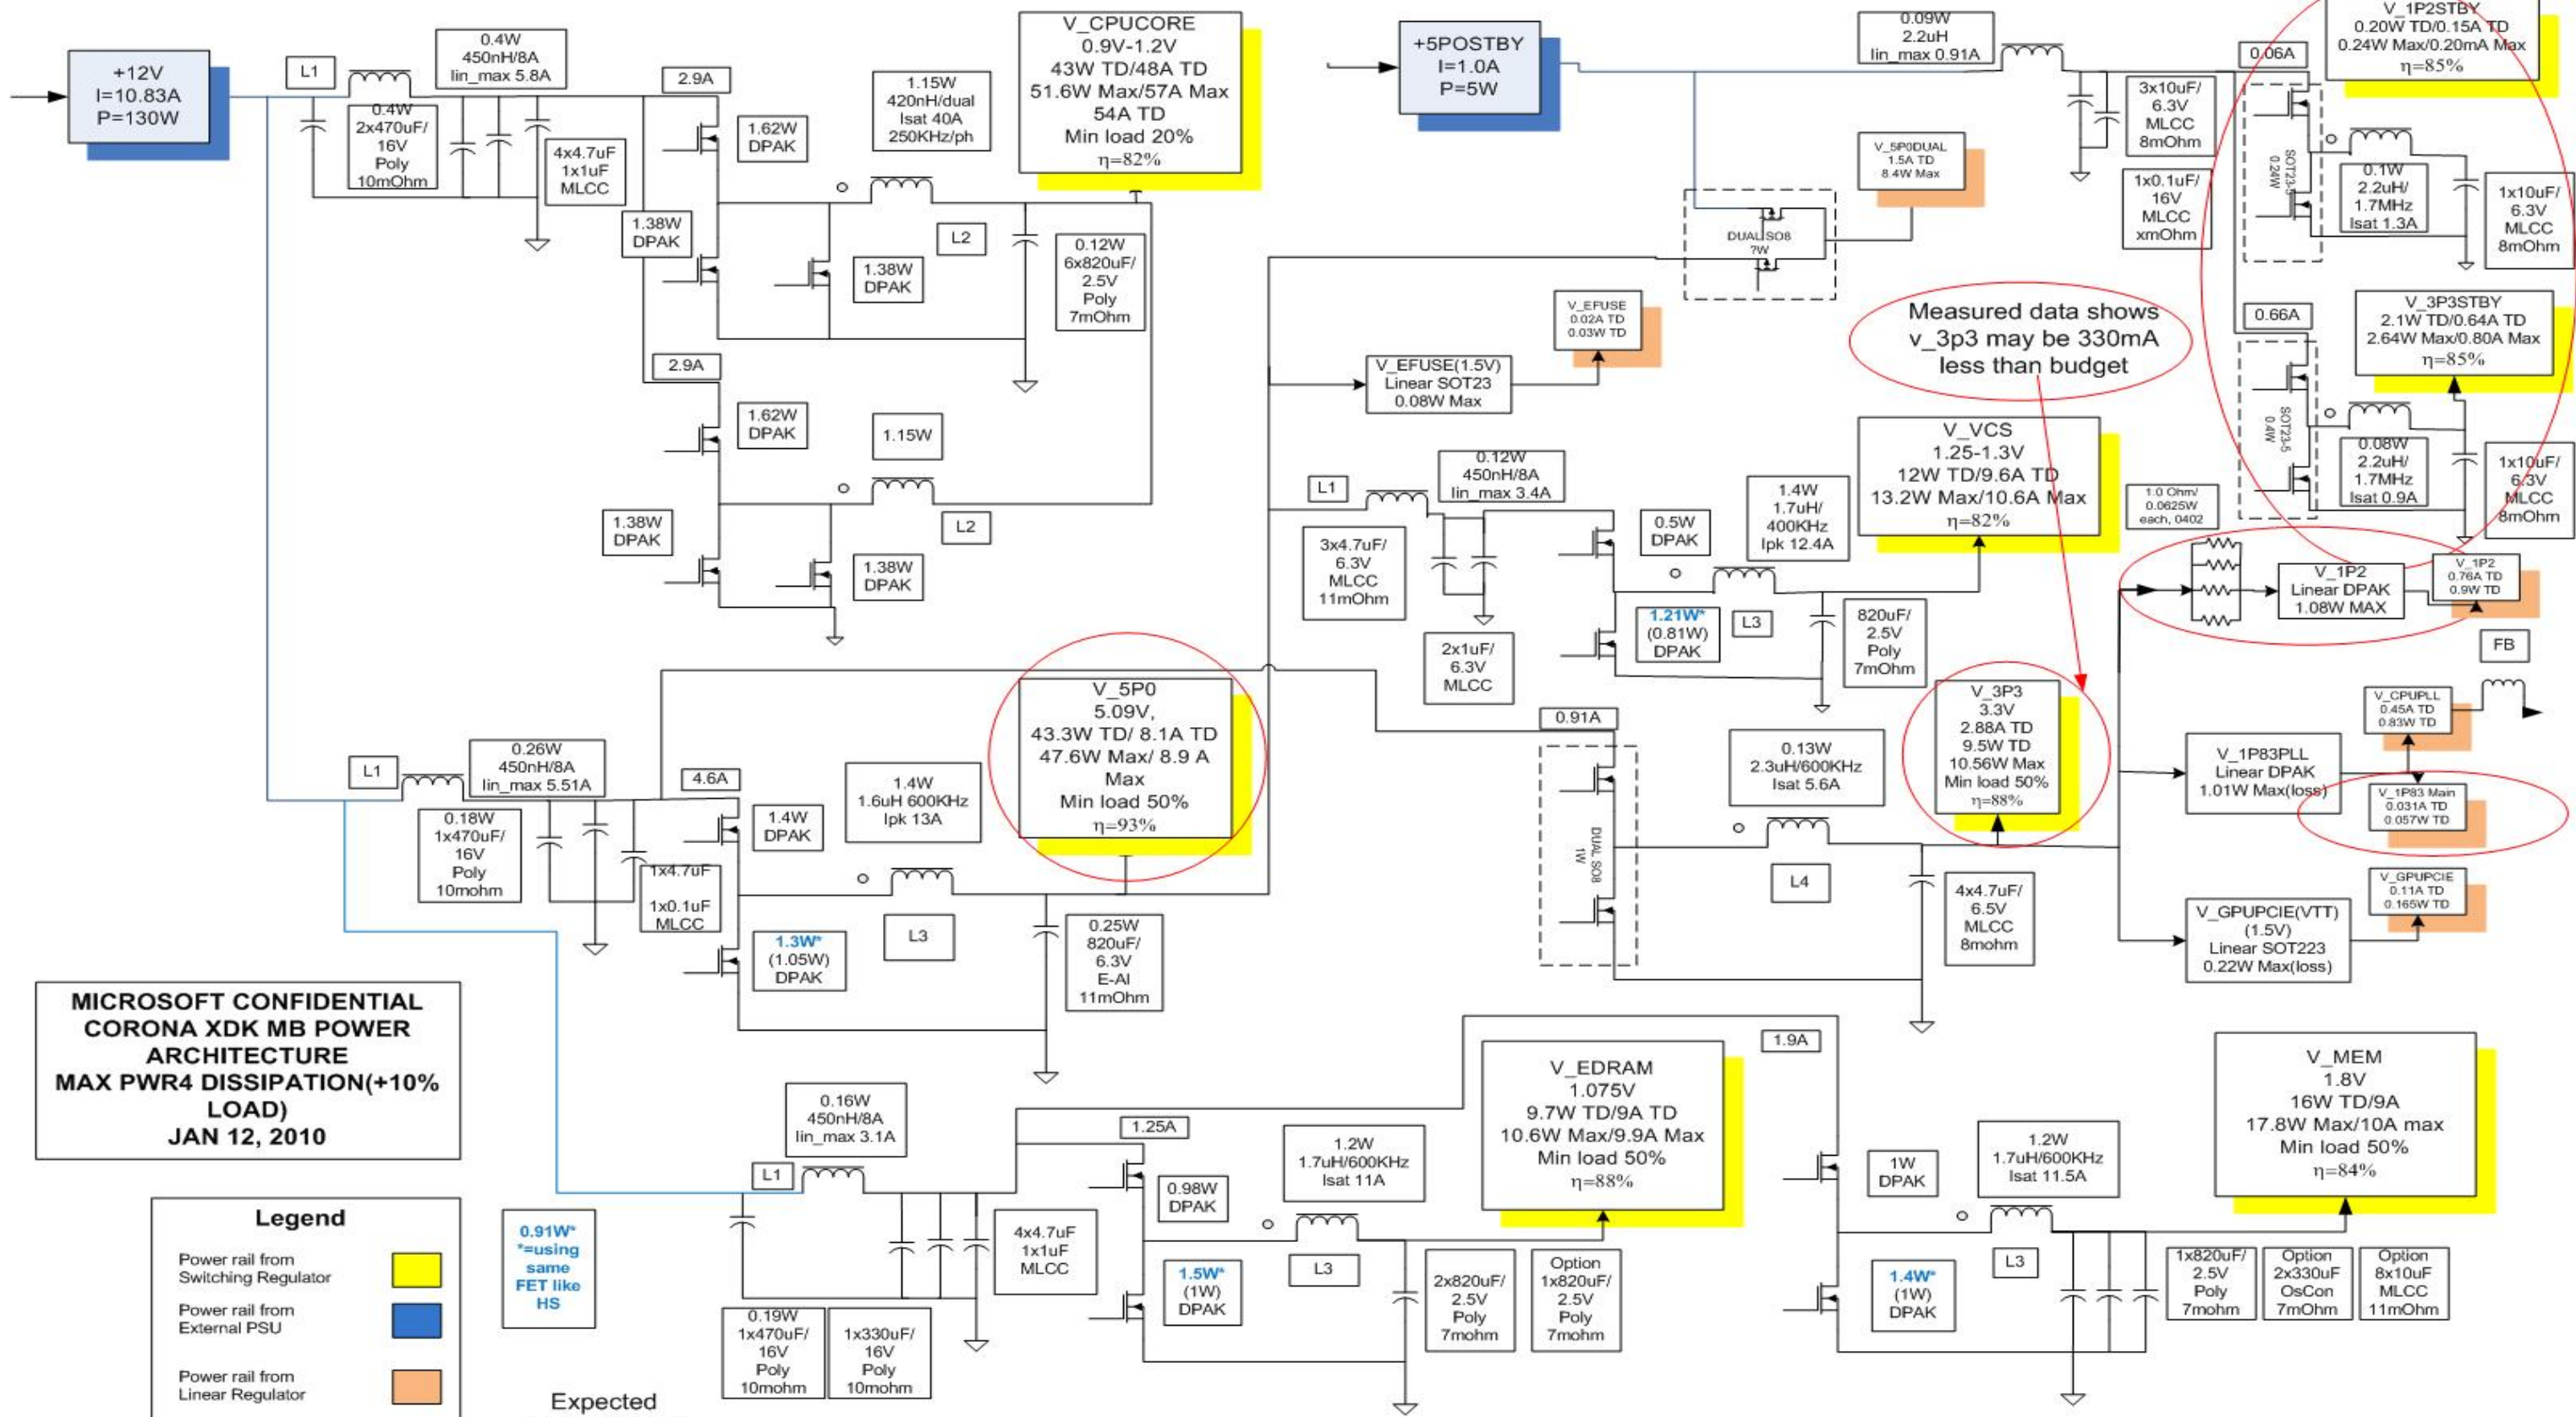 +12V
I=10.83A
P=130W
L1
0.4W
450nH/8A
Iin_max 5.8A
0.4W
2x470uF/
16V
Poly
10mOhm
4x4.7uF
1x1uF
MLCC
2.9A
1.62W
DPAK
1.38W
DPAK
1.38W
DPAK
1.15W
420nH/dual
Isat 40A
250KHz/ph
L2
V_CPUCORE
0.9V-1.2V
43W TD/48A TD
51.6W Max/57A Max
54A TD
Min load 20%
η=82%
0.12W
6x820uF/
2.5V
Poly
7mOhm
2.9A
1.62W
DPAK
1.15W
1.38W
DPAK
1.38W
DPAK
L2
+5POSTBY
I=1.0A
P=5W
0.09W
2.2uH
Iin_max 0.91A
V_5P0DUAL
1.5A TD
8.4W Max
DUAL SO8
?W
3x10uF/
6.3V
MLCC
8mOhm
1x0.1uF/
16V
MLCC
xmOhm
0.06A
V_1P2STBY
0.20W TD/0.15A TD
0.24W Max/0.20mA Max
η=85%
SOT23-5
0.24W
0.1W
2.2uH/
1.7MHz
Isat 1.3A
1x10uF/
6.3V
MLCC
8mOhm
0.66A
V_3P3STBY
2.1W TD/0.64A TD
2.64W Max/0.80A Max
η=85%
SOT23-5
0.4W
0.08W
2.2uH/
1.7MHz
Isat 0.9A
1x10uF/
6.3V
MLCC
8mOhm
V_EFUSE
0.02A TD
0.03W TD
V_EFUSE(1.5V)
Linear SOT23
0.08W Max
Measured data shows
v_3p3 may be 330mA
less than budget
L1
0.12W
450nH/8A
Iin_max 3.4A
3x4.7uF/
6.3V
MLCC
11mOhm
2x1uF/
6.3V
MLCC
0.5W
DPAK
1.21W*
(0.81W)
DPAK
1.4W
1.7uH/
400KHz
Ipk 12.4A
L3
V_VCS
1.25-1.3V
12W TD/9.6A TD
13.2W Max/10.6A Max
η=82%
820uF/
2.5V
Poly
7mOhm
1.0 Ohm/
0.0625W
each, 0402
V_1P2
Linear DPAK
1.08W MAX
V_1P2
0.76A TD
0.9W TD
FB
L1
0.26W
450nH/8A
Iin_max 5.51A
0.18W
1x470uF/
16V
Poly
10mohm
1x4.7uF
1x0.1uF
MLCC
4.6A
1.4W
DPAK
1.3W*
(1.05W)
DPAK
1.4W
1.6uH 600KHz
Ipk 13A
L3
V_5P0
5.09V,
43.3W TD/ 8.1A TD
47.6W Max/ 8.9 A
Max
Min load 50%
η=93%
0.25W
820uF/
6.3V
E-Al
11mOhm
0.91A
DUAL SO8
1W
0.13W
2.3uH/600KHz
Isat 5.6A
L4
V_3P3
3.3V
2.88A TD
9.5W TD
10.56W Max
Min load 50%
η=88%
4x4.7uF/
6.5V
MLCC
8mohm
V_CPUPLL
0.45A TD
0.83W TD
V_1P83PLL
Linear DPAK
1.01W Max(loss)
V_1P83 Main
0.031A TD
0.057W TD
V_GPUPCIE
0.11A TD
0.165W TD
V_GPUPCIE(VTT)
(1.5V)
Linear SOT223
0.22W Max(loss)
MICROSOFT CONFIDENTIAL
CORONA XDK MB POWER
ARCHITECTURE
MAX PWR4 DISSIPATION(+10%
LOAD)
JAN 12, 2010
Legend
Power rail from
Switching Regulator
Power rail from
External PSU
Power rail from
Linear Regulator
0.91W*
*=using
same
FET like
HS
Expected
L1
0.16W
450nH/8A
Iin_max 3.1A
0.19W
1x470uF/
16V
Poly
10mohm
1x330uF/
16V
Poly
10mohm
4x4.7uF
1x1uF
MLCC
1.25A
0.98W
DPAK
1.5W*
(1W)
DPAK
1.2W
1.7uH/600KHz
Isat 11A
L3
V_EDRAM
1.075V
9.7W TD/9A TD
10.6W Max/9.9A Max
Min load 50%
η=88%
2x820uF/
2.5V
Poly
7mohm
Option
1x820uF/
2.5V
Poly
7mohm
1.9A
1W
DPAK
1.4W*
(1W)
DPAK
1.2W
1.7uH/600KHz
Isat 11.5A
L3
V_MEM
1.8V
16W TD/9A
17.8W Max/10A max
Min load 50%
η=84%
1x820uF/
2.5V
Poly
7mohm
Option
2x330uF
OsCon
7mOhm
Option
8x10uF
MLCC
11mOhm